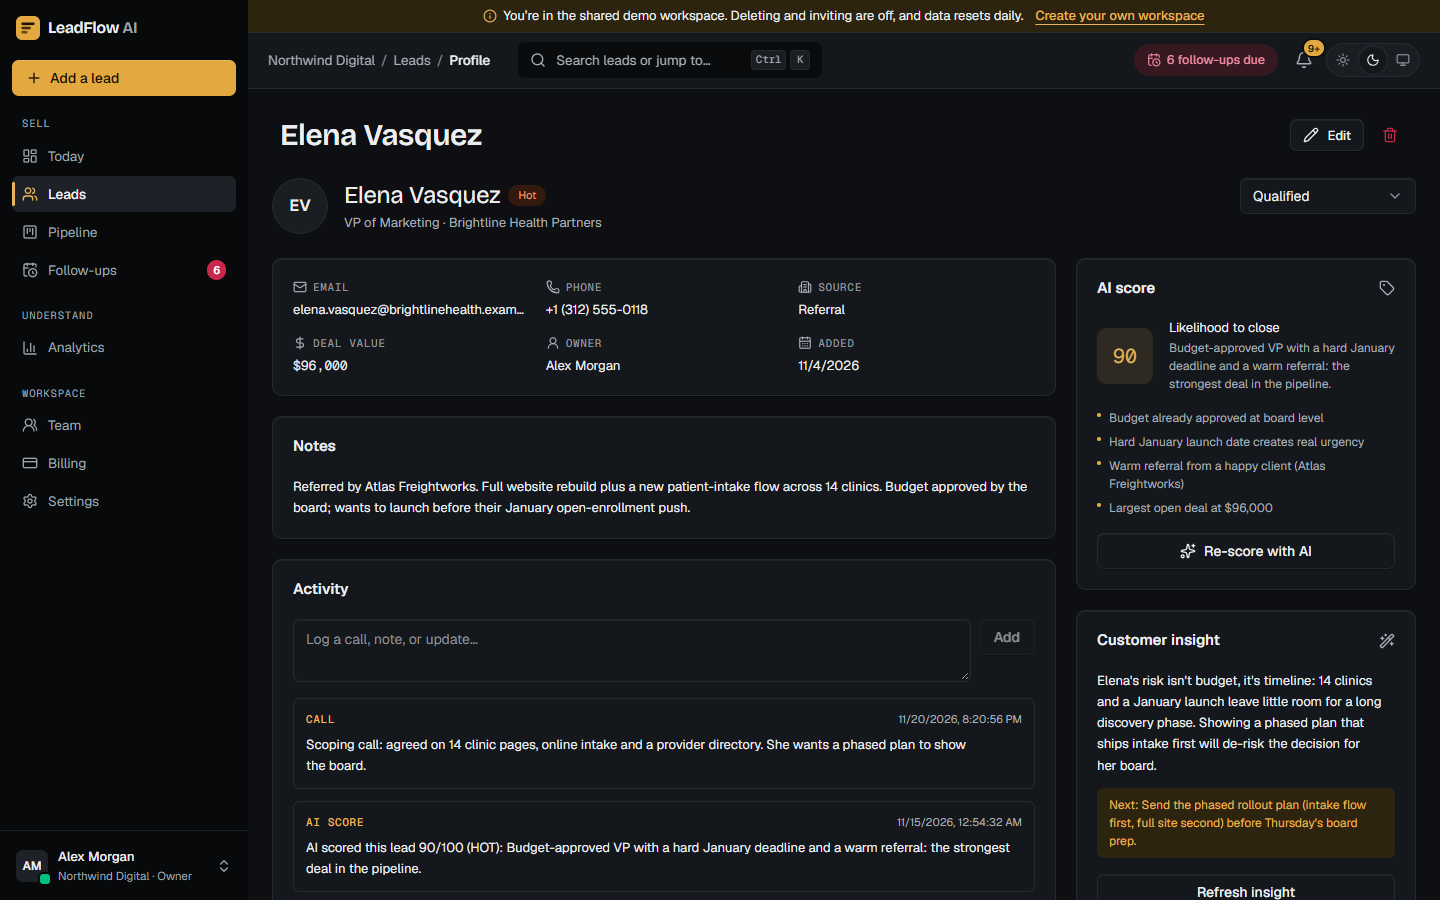 LeadFlow AI
You're in the shared demo workspace. Deleting and inviting are off, and data resets daily. Create your own workspace
Add a lead
Northwind Digital / Leads / Profile
Search leads or jump to… Ctrl K
6 follow-ups due
9+
SELL
Today
Leads
Pipeline
Follow-ups 6
UNDERSTAND
Analytics
WORKSPACE
Team
Billing
Settings
AM
Alex Morgan
Northwind Digital · Owner
Elena Vasquez
Edit
EV
Elena Vasquez Hot
VP of Marketing · Brightline Health Partners
Qualified
EMAIL PHONE SOURCE
elena.vasquez@brightlinehealth.exam… +1 (312) 555-0118 Referral
DEAL VALUE OWNER ADDED
$96,000 Alex Morgan 11/4/2026
Notes
Referred by Atlas Freightworks. Full website rebuild plus a new patient-intake flow across 14 clinics. Budget approved by the
board; wants to launch before their January open-enrollment push.
Activity
Log a call, note, or update…
Add
CALL 11/20/2026, 8:20:56 PM
Scoping call: agreed on 14 clinic pages, online intake and a provider directory. She wants a phased plan to show
the board.
AI SCORE 11/15/2026, 12:54:32 AM
AI scored this lead 90/100 (HOT): Budget-approved VP with a hard January deadline and a warm referral: the strongest
deal in the pipeline.
AI score
90
Likelihood to close
Budget-approved VP with a hard January
deadline and a warm referral: the
strongest deal in the pipeline.
• Budget already approved at board level
• Hard January launch date creates real urgency
• Warm referral from a happy client (Atlas
Freightworks)
• Largest open deal at $96,000
Re-score with AI
Customer insight
Elena's risk isn't budget, it's timeline: 14 clinics
and a January launch leave little room for a long
discovery phase. Showing a phased plan that
ships intake first will de-risk the decision for
her board.
Next: Send the phased rollout plan (intake flow
first, full site second) before Thursday's board
prep.
Refresh insight